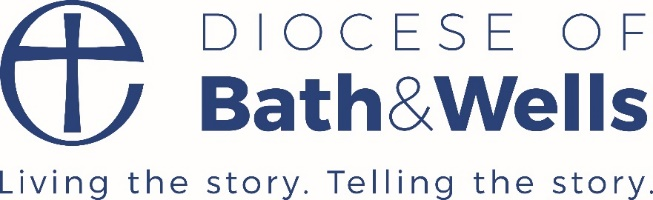 DIOCESE OF
Bath&Wells
Living the story. Telling the story.